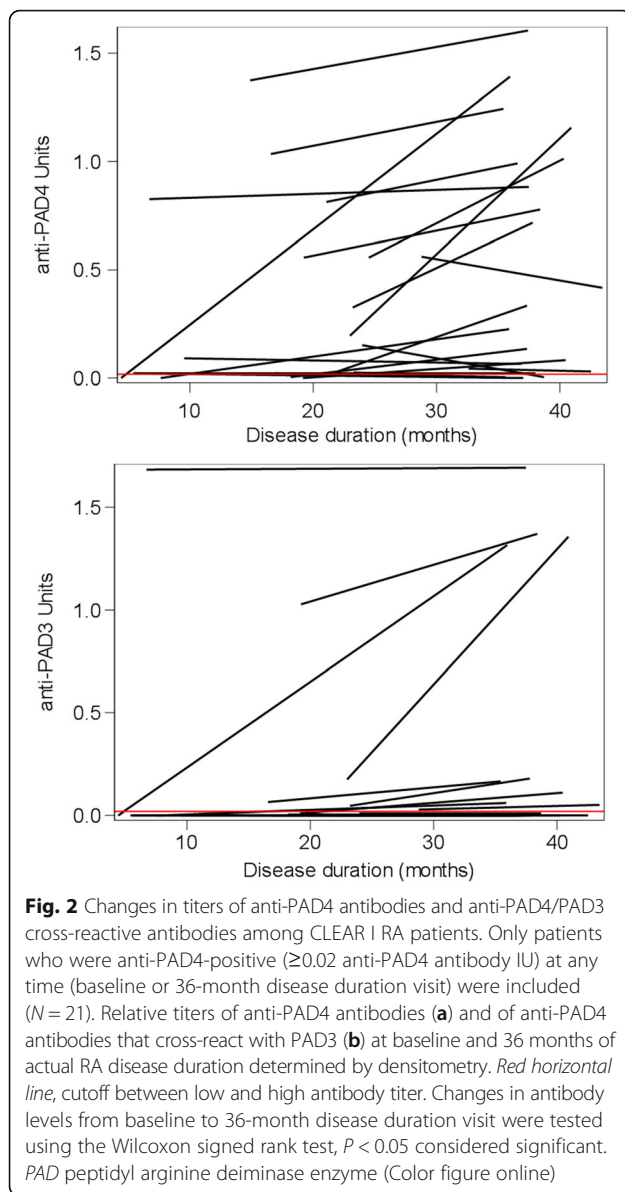 1.5
1.0
0.5
0.0
anti-PAD4 Units
10 20 30 40
Disease duration (months)
1.5
1.0
0.5
0.0
anti-PAD3 Units
10 20 30 40
Disease duration (months)
Fig. 2 Changes in titers of anti-PAD4 antibodies and anti-PAD4/PAD3
cross-reactive antibodies among CLEAR I RA patients. Only patients
who were anti-PAD4-positive (≥0.02 anti-PAD4 antibody IU) at any
time (baseline or 36-month disease duration visit) were included
(N = 21). Relative titers of anti-PAD4 antibodies (a) and of anti-PAD4
antibodies that cross-react with PAD3 (b) at baseline and 36 months of
actual RA disease duration determined by densitometry. Red horizontal
line, cutoff between low and high antibody titer. Changes in antibody
levels from baseline to 36-month disease duration visit were tested
using the Wilcoxon signed rank test, P < 0.05 considered significant.
PAD peptidyl arginine deiminase enzyme (Color figure online)